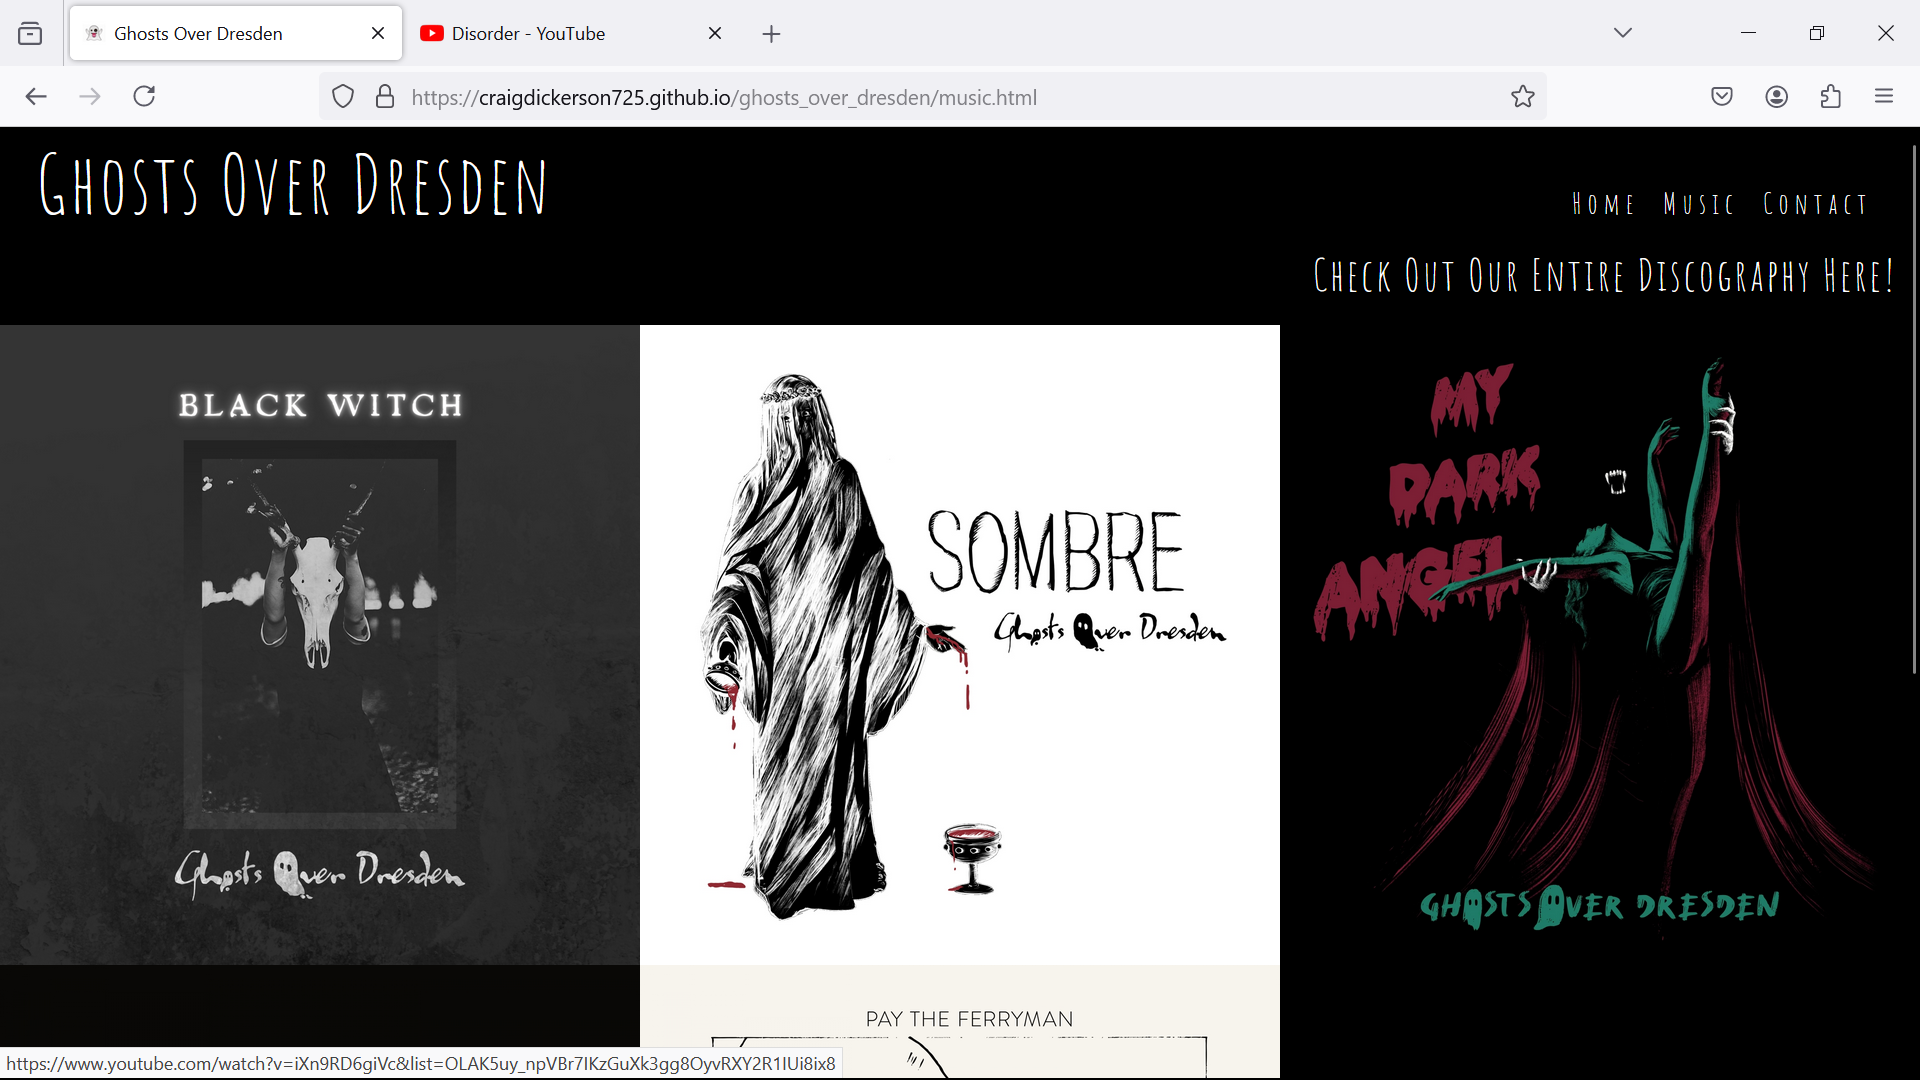 Ghosts Over Dresden
Disorder - YouTube
https://craigdickerson725.github.io/ghosts_over_dresden/music.html
Ghosts Over Dresden
Home Music Contact
Check Out Our Entire Discography Here!
BLACK WITCH
Ghosts Over Dresden
SOMBRE
Ghosts Over Dresden
MY
DARK
ANGEL
GHOSTS OVER DRESDEN
PAY THE FERRYMAN
https://www.youtube.com/watch?v=iXn9RD6giVc&list=OLAK5uy_npVBr7IKzGuXk3gg8OyvRXY2R1IUi8ix8